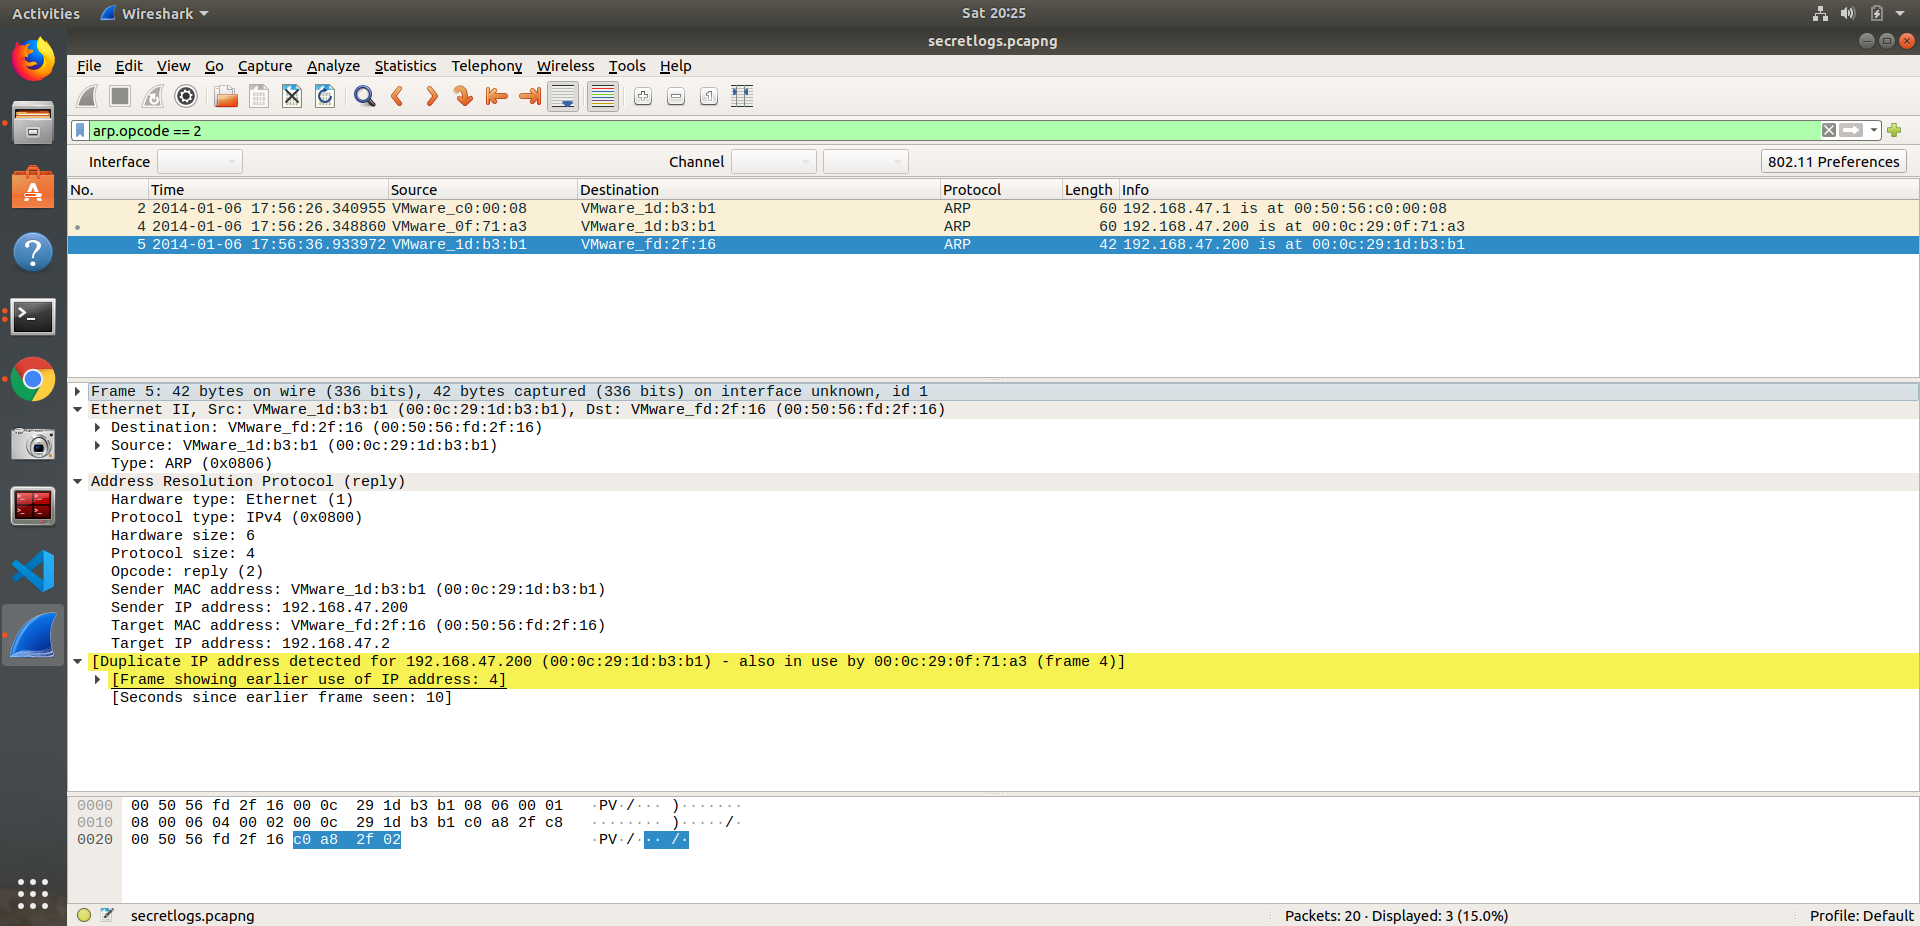 Activities Wireshark Sat 20:25
secretlogs.pcapng
File Edit View Go Capture Analyze Statistics Telephony Wireless Tools Help
arp.opcode == 2
Interface Channel 802.11 Preferences
No. Time Source Destination Protocol Length Info
2 2014-01-06 17:56:26.340955 VMware_c0:00:08 VMware_1d:b3:b1 ARP 60 192.168.47.1 is at 00:50:56:c0:00:08
4 2014-01-06 17:56:26.348860 VMware_0f:71:a3 VMware_1d:b3:b1 ARP 60 192.168.47.200 is at 00:0c:29:0f:71:a3
5 2014-01-06 17:56:36.933972 VMware_1d:b3:b1 VMware_fd:2f:16 ARP 42 192.168.47.200 is at 00:0c:29:1d:b3:b1
Frame 5: 42 bytes on wire (336 bits), 42 bytes captured (336 bits) on interface unknown, id 1
Ethernet II, Src: VMware_1d:b3:b1 (00:0c:29:1d:b3:b1), Dst: VMware_fd:2f:16 (00:50:56:fd:2f:16)
Destination: VMware_fd:2f:16 (00:50:56:fd:2f:16)
Source: VMware_1d:b3:b1 (00:0c:29:1d:b3:b1)
Type: ARP (0x0806)
Address Resolution Protocol (reply)
Hardware type: Ethernet (1)
Protocol type: IPv4 (0x0800)
Hardware size: 6
Protocol size: 4
Opcode: reply (2)
Sender MAC address: VMware_1d:b3:b1 (00:0c:29:1d:b3:b1)
Sender IP address: 192.168.47.200
Target MAC address: VMware_fd:2f:16 (00:50:56:fd:2f:16)
Target IP address: 192.168.47.2
[Duplicate IP address detected for 192.168.47.200 (00:0c:29:1d:b3:b1) - also in use by 00:0c:29:0f:71:a3 (frame 4)]
[Frame showing earlier use of IP address: 4]
[Seconds since earlier frame seen: 10]
0000 00 50 56 fd 2f 16 00 0c 29 1d b3 b1 08 06 00 01 ·PV·/··· )·······
0010 08 00 06 04 00 02 00 0c 29 1d b3 b1 c0 a8 2f c8 ········ )·····/·
0020 00 50 56 fd 2f 16 c0 a8 2f 02 ·PV·/··· /·
secretlogs.pcapng Packets: 20 · Displayed: 3 (15.0%) Profile: Default